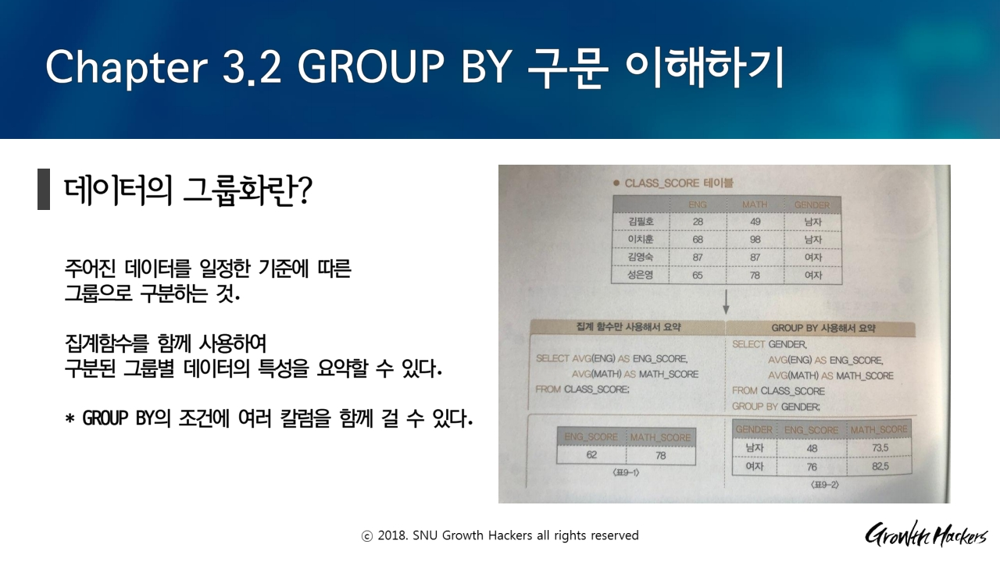 Chapter 3.2 GROUP BY 구문 이해하기
데이터의 그룹화란?
주어진 데이터를 일정한 기준에 따른
그룹으로 구분하는 것.
집계함수를 함께 사용하여
구분된 그룹별 데이터의 특성을 요약할 수 있다.
* GROUP BY의 조건에 여러 칼럼을 함께 걸 수 있다.
● CLASS_SCORE 테이블
ENG MATH GENDER
김필호 28 49 남자
이치훈 68 98 남자
김영숙 87 87 여자
성은영 65 78 여자
집계 함수만 사용해서 요약
SELECT AVG(ENG) AS ENG_SCORE,
AVG(MATH) AS MATH_SCORE
FROM CLASS_SCORE;
ENG_SCORE MATH_SCORE
62 78
〈표9-1〉
GROUP BY 사용해서 요약
SELECT GENDER,
AVG(ENG) AS ENG_SCORE,
AVG(MATH) AS MATH_SCORE
FROM CLASS_SCORE
GROUP BY GENDER;
GENDER ENG_SCORE MATH_SCORE
남자 48 73.5
여자 76 82.5
〈표9-2〉
ⓒ 2018. SNU Growth Hackers all rights reserved
Growth Hackers